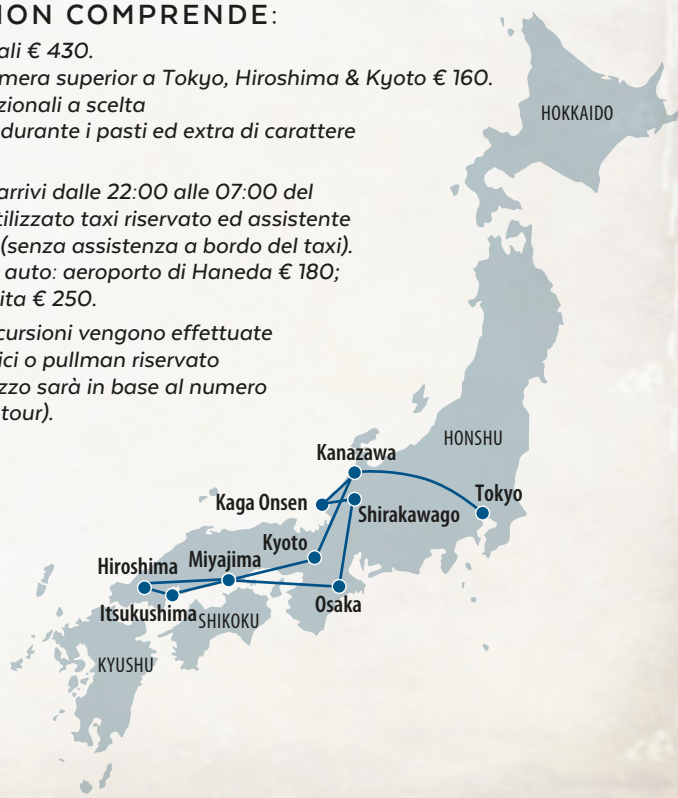 NON COMPRENDE:
ali € 430.
mera superior a Tokyo, Hiroshima & Kyoto € 160.
zionali a scelta
durante i pasti ed extra di carattere
arrivi dalle 22:00 alle 07:00 del
tilizzato taxi riservato ed assistente
(senza assistenza a bordo del taxi).
auto: aeroporto di Haneda € 180;
ita € 250.
cursioni vengono effettuate
ici o pullman riservato
zzo sarà in base al numero
tour).
HOKKAIDO
HONSHU
Kanazawa
Kaga Onsen
Tokyo
Shirakawago
Kyoto
Hiroshima
Miyajima
Itsukushima
SHIKOKU
Osaka
KYUSHU